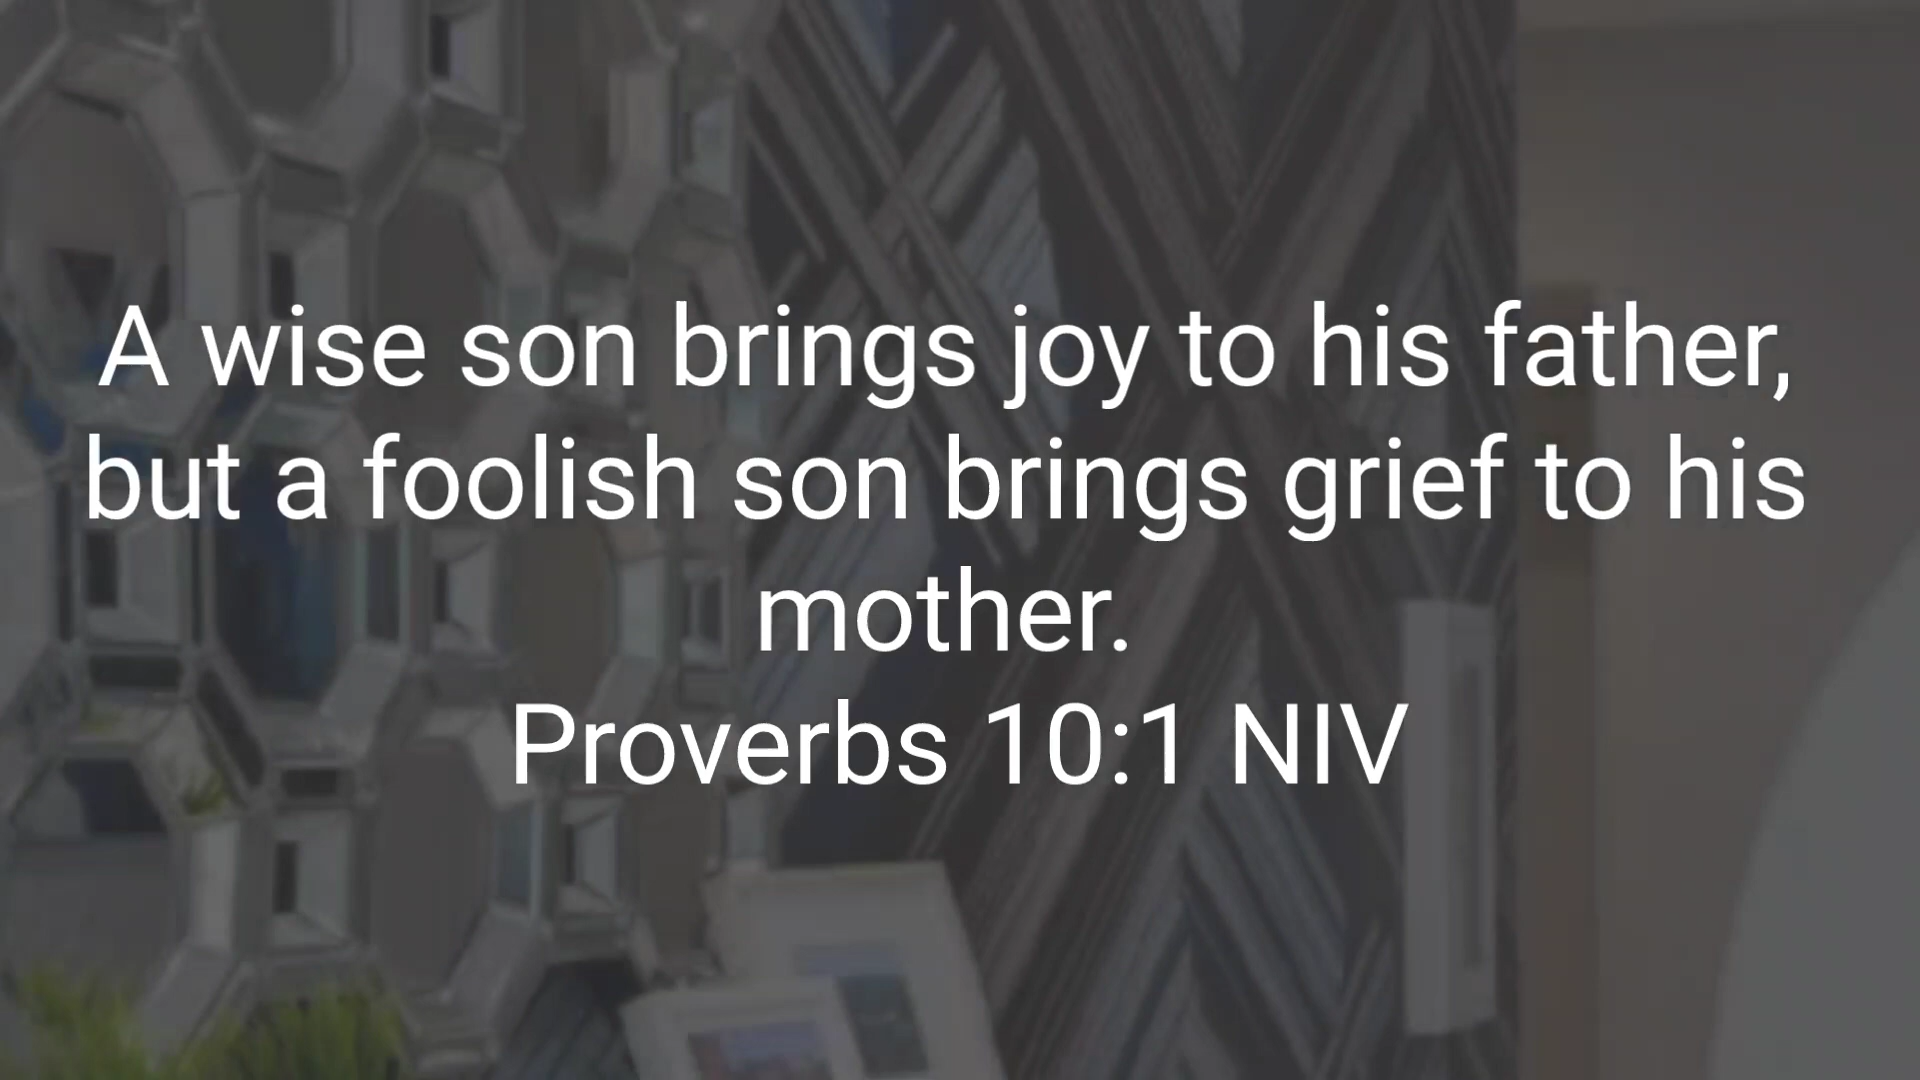 A wise son brings joy to his father,
but a foolish son brings grief to his
mother.
Proverbs 10:1 NIV